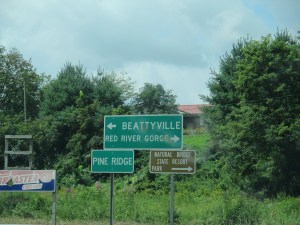 ← BEATTYVILLE
RED RIVER GORGE →
PINE RIDGE
NATURAL BRIDGE
STATE RESORT
PARK →